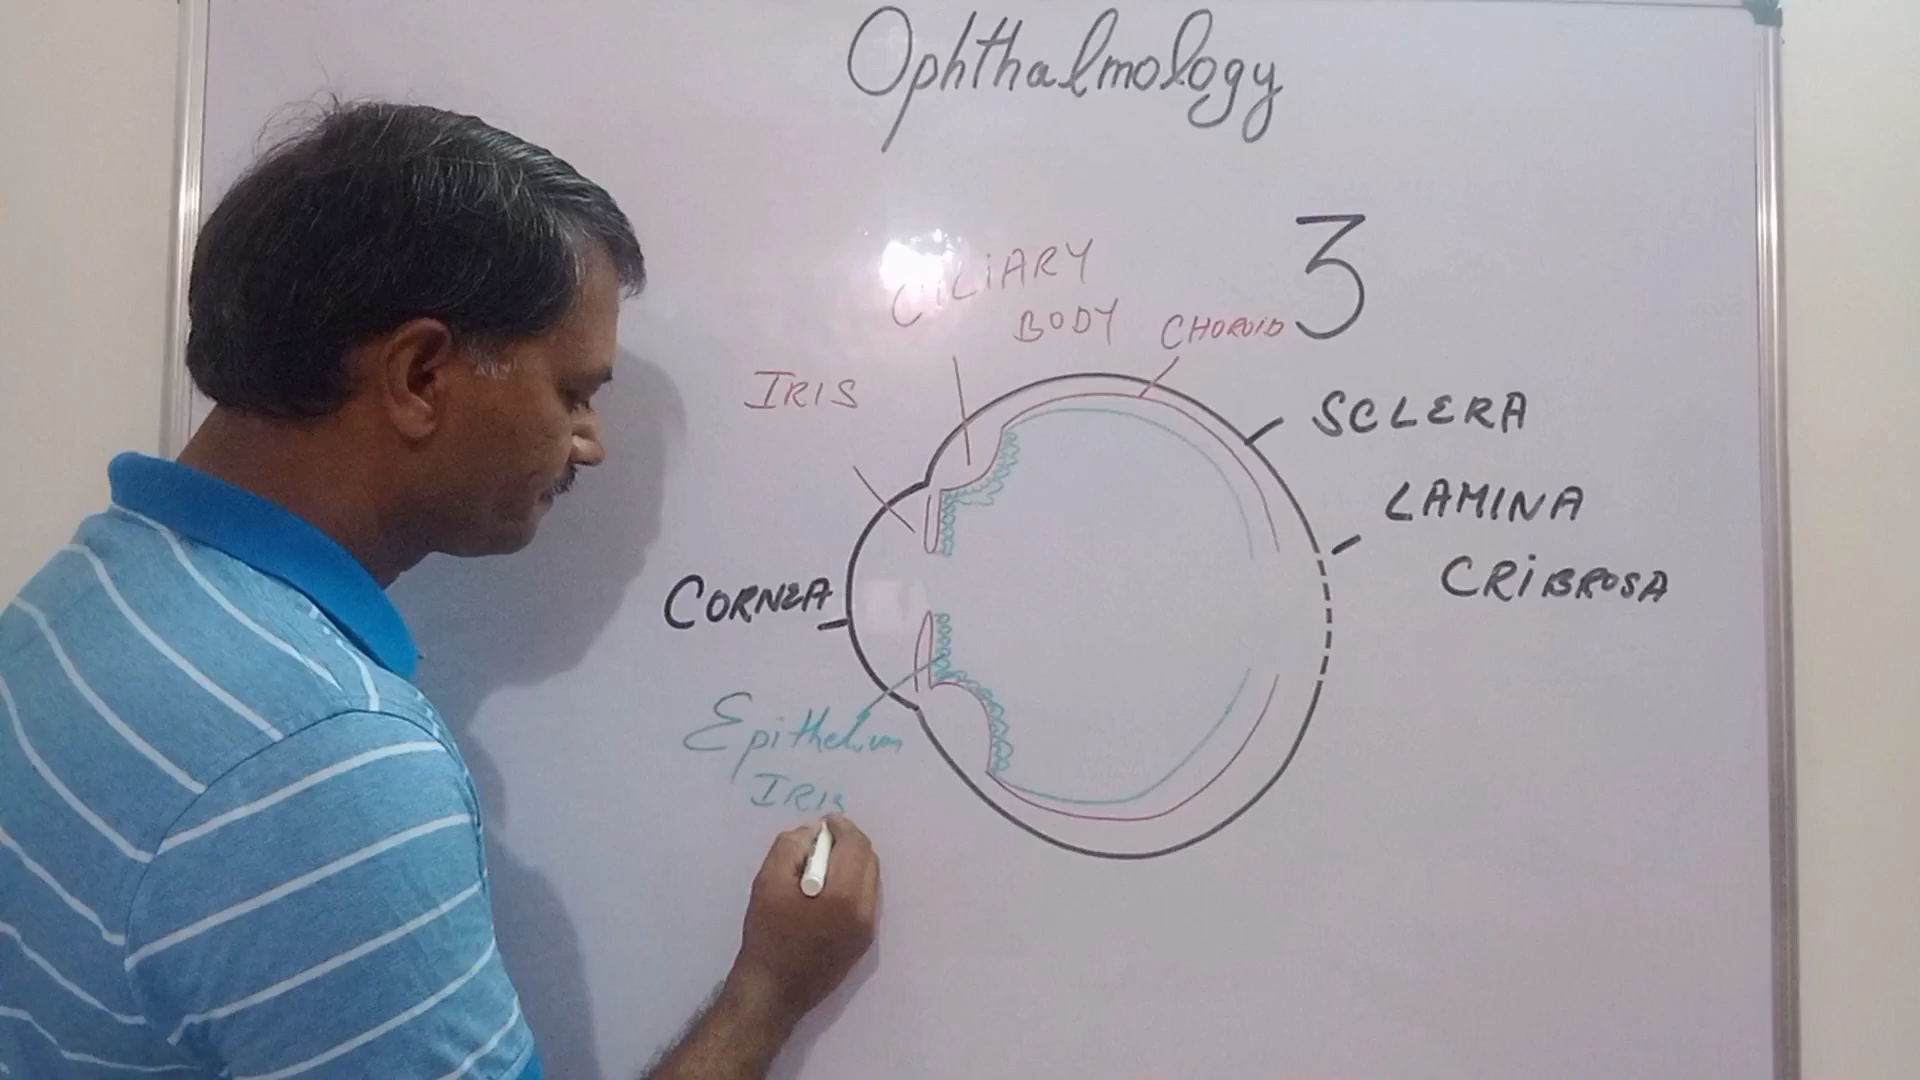 Ophthalmology
3
CILIARY
BODY
CHOROID
IRIS
SCLERA
LAMINA
CRIBROSA
CORNEA
Epithelium
IRIS